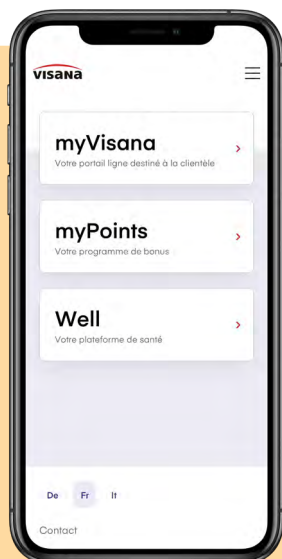 VISANA
myVisana
Votre portail ligne destiné à la clientèle
myPoints
Votre programme de bonus
Well
Votre plateforme de santé
De Fr It
Contact